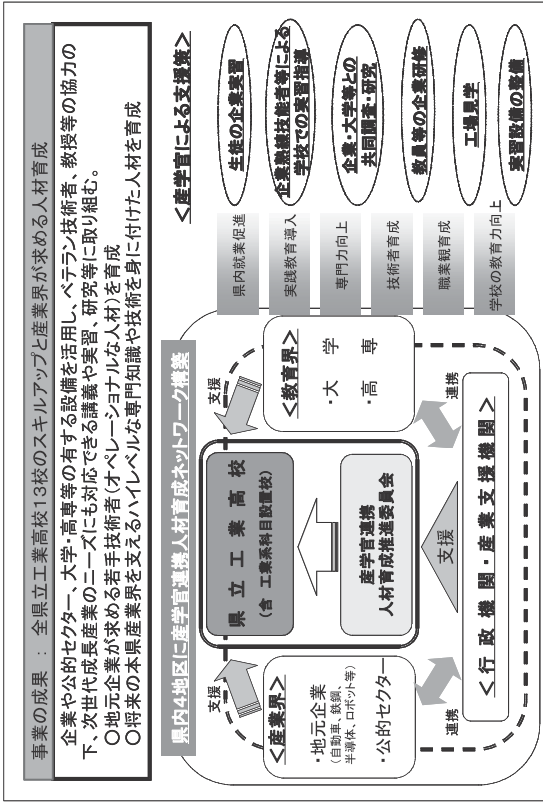 事業の成果 ： 全県立工業高校13校のスキルアップと産業界が求める人材育成
企業や公的セクター、大学・高専等の有する設備を活用し、ベテラン技術者、教授等の協力の
下、次世代成長産業のニーズにも対応できる講義や実習、研究等に取り組む。
○地元企業が求める若手技術者(オペレーショナルな人材)を育成
○将来の本県産業界を支えるハイレベルな専門知識や技術を身に付けた人材を育成
県内4地区に産学官連携人材育成ネットワーク構築
支援
支援
＜産業界＞
・地元企業
(自動車、鉄鋼、
半導体、ロボット等)
・公的セクター
県立工業高校
(含 工業系科目設置校)
産学官連携
人材育成推進委員会
＜教育界＞
・大 学
・高 専
連携
支援
連携
＜行政機関・産業支援機関＞
＜産学官による支援策＞
県内就業促進
生徒の企業実習
実践教育導入
企業熟練技能者等による
学校での実習指導
専門力向上
企業・大学等との
共同調査・研究
技術者育成
教員等の企業研修
職業観育成
工場見学
学校の教育力向上
実習設備の整備